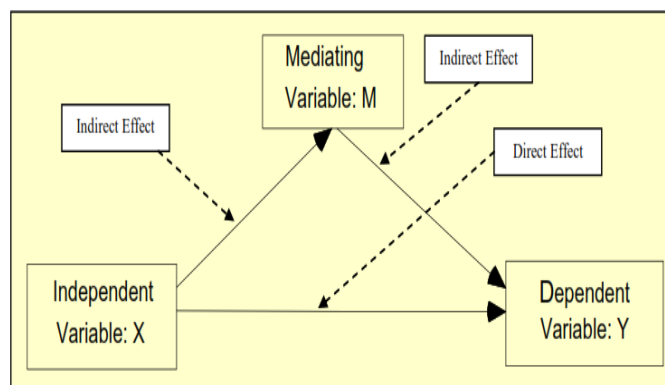 Mediating
Variable: M
Indirect Effect
Indirect Effect
Direct Effect
Independent
Variable: X
Dependent
Variable: Y